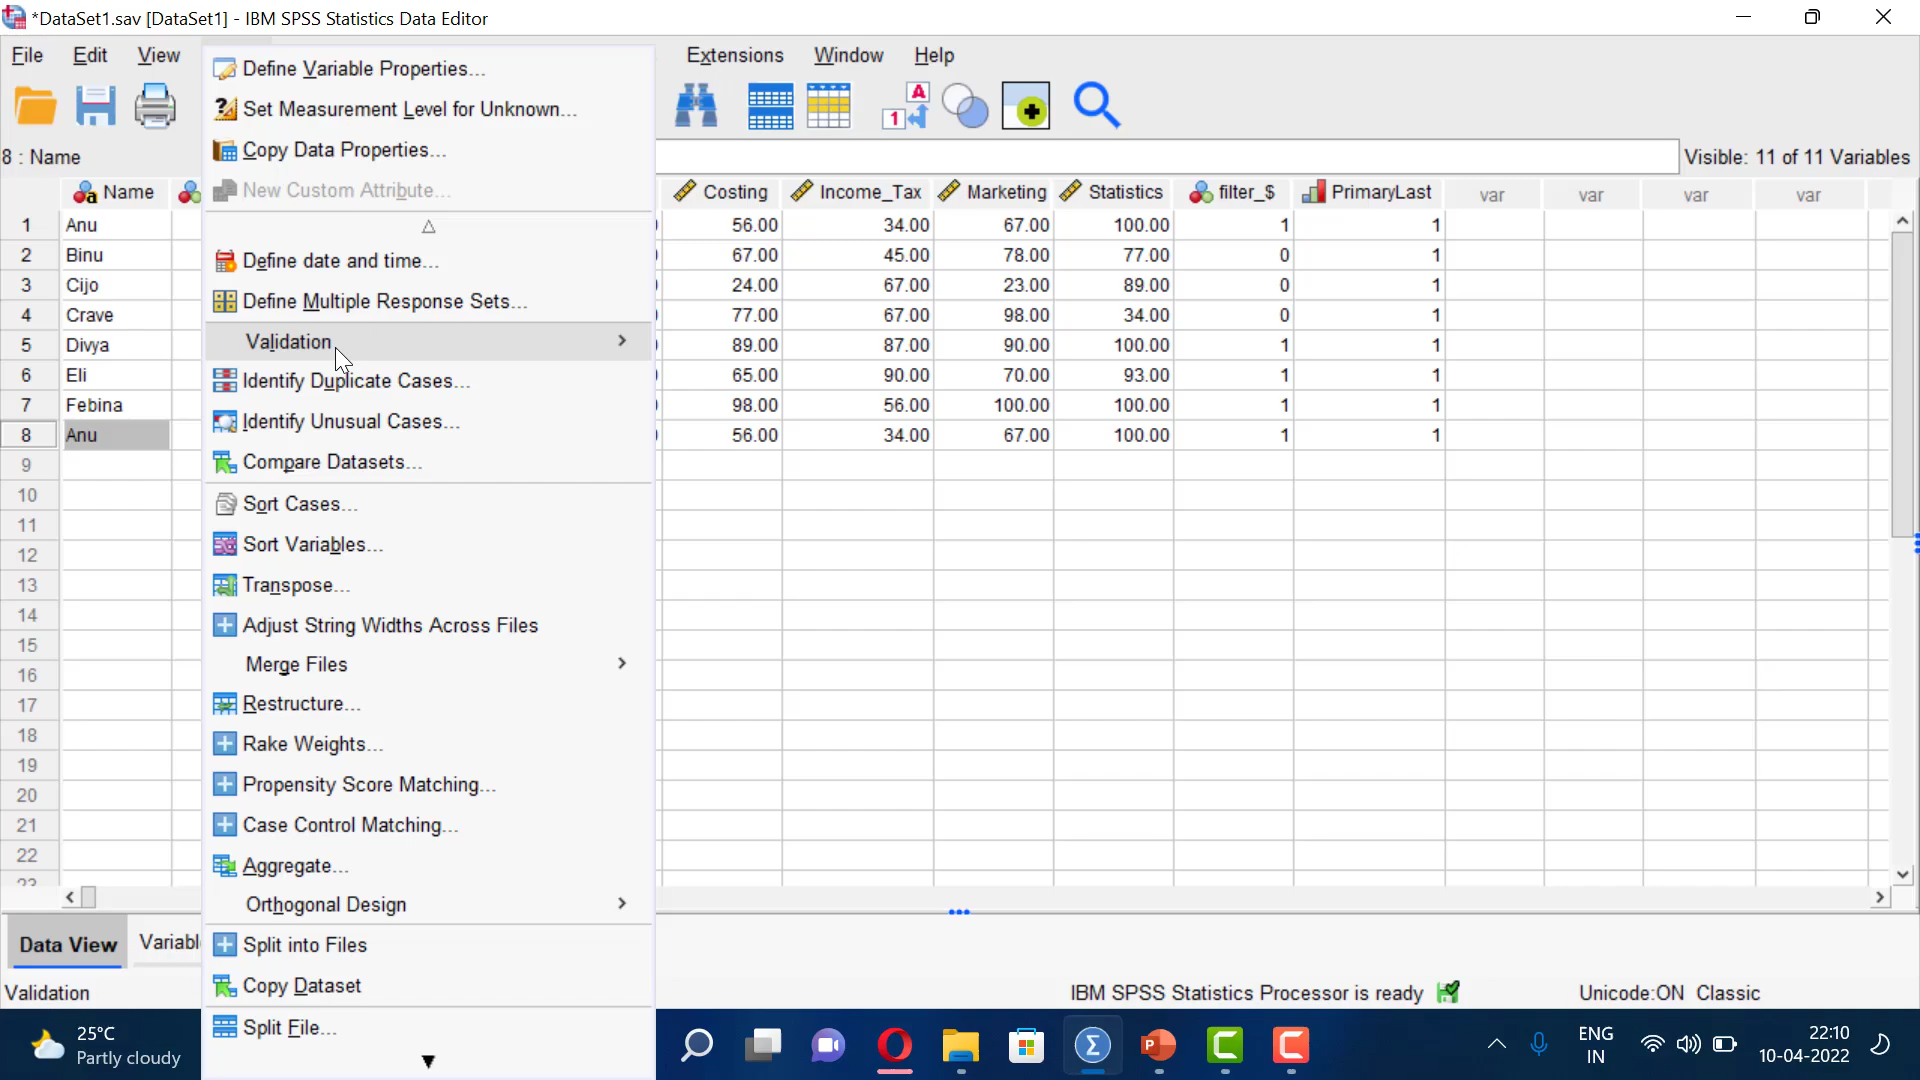 *DataSet1.sav [DataSet1] - IBM SPSS Statistics Data Editor
File Edit View Extensions Window Help
8 : Name Visible: 11 of 11 Variables
Define Variable Properties...
Set Measurement Level for Unknown...
Copy Data Properties...
New Custom Attribute...
Define date and time...
Define Multiple Response Sets...
Validation
Identify Duplicate Cases...
Identify Unusual Cases...
Compare Datasets...
Sort Cases...
Sort Variables...
Transpose...
Adjust String Widths Across Files
Merge Files
Restructure...
Rake Weights...
Propensity Score Matching...
Case Control Matching...
Aggregate...
Orthogonal Design
Split into Files
Copy Dataset
Split File...
Name Costing Income_Tax Marketing Statistics filter_$ PrimaryLast var var var var
1 Anu 56.00 34.00 67.00 100.00 1 1
2 Binu 67.00 45.00 78.00 77.00 0 1
3 Cijo 24.00 67.00 23.00 89.00 0 1
4 Crave 77.00 67.00 98.00 34.00 0 1
5 Divya 89.00 87.00 90.00 100.00 1 1
6 Eli 65.00 90.00 70.00 93.00 1 1
7 Febina 98.00 56.00 100.00 100.00 1 1
8 Anu 56.00 34.00 67.00 100.00 1 1
9
10
11
12
13
14
15
16
17
18
19
20
21
22
23
Data View Variabl
Validation IBM SPSS Statistics Processor is ready Unicode:ON Classic
25°C
Partly cloudy
ENG
IN
22:10
10-04-2022